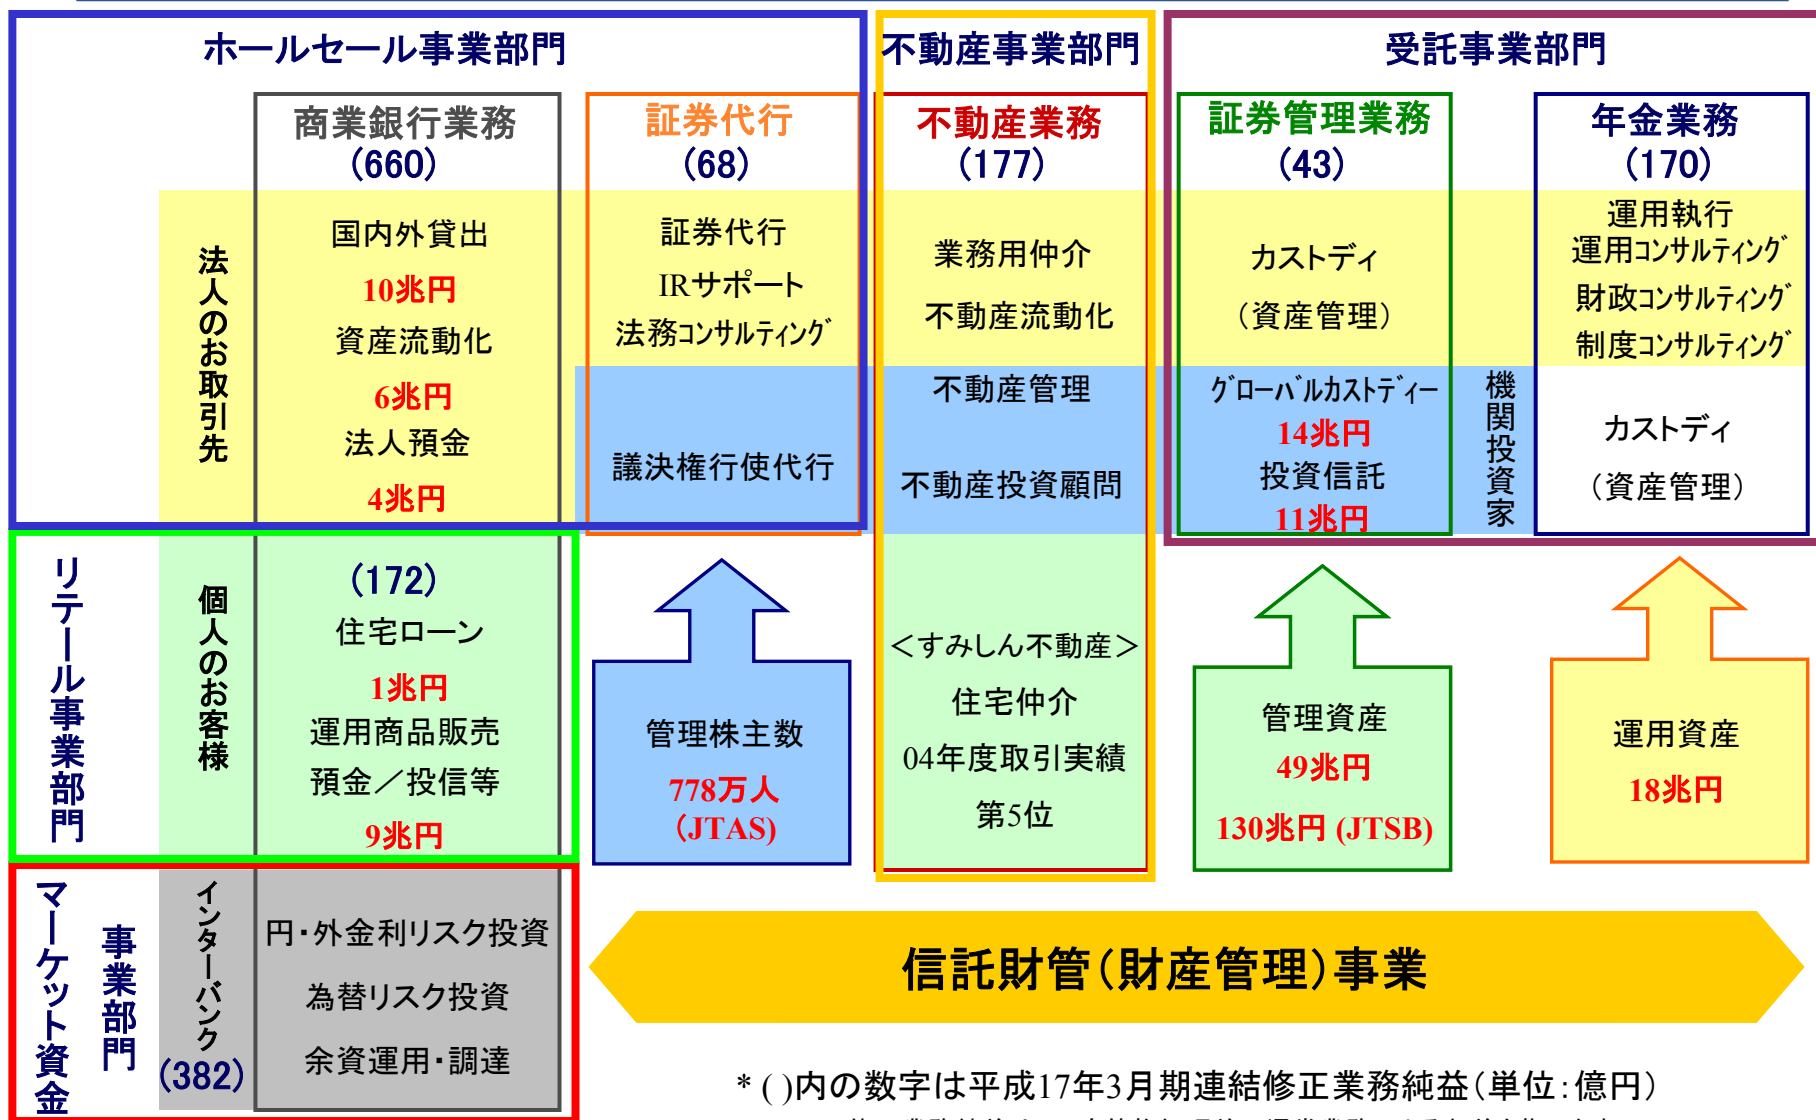 ホールセール事業部門
不動産事業部門
受託事業部門
商業銀行業務
(660)
証券代行
(68)
不動産業務
(177)
証券管理業務
(43)
年金業務
(170)
法人のお取引先
国内外貸出
10兆円
資産流動化
6兆円
法人預金
4兆円
証券代行
IRサポート
法務ｺﾝｻﾙﾃｨﾝｸﾞ
議決権行使代行
業務用仲介
不動産流動化
不動産管理
不動産投資顧問
カストディ
（資産管理）
ｸﾞﾛｰﾊﾞﾙｶｽﾄﾃﾞｨｰ
14兆円
投資信託
11兆円
機関投資家
運用執行
運用ｺﾝｻﾙﾃｨﾝｸﾞ
財政ｺﾝｻﾙﾃｨﾝｸﾞ
制度ｺﾝｻﾙﾃｨﾝｸﾞ
カストディ
（資産管理）
リテール事業部門
個人のお客様
(172)
住宅ローン
1兆円
運用商品販売
預金／投信等
9兆円
管理株主数
778万人
（JTAS)
＜すみしん不動産＞
住宅仲介
04年度取引実績
第5位
管理資産
49兆円
130兆円 (JTSB)
運用資産
18兆円
マーケット資金
事業部門
インターバンク
(382)
円・外金利リスク投資
為替リスク投資
余資運用・調達
信託財管（財産管理）事業
* ( )内の数字は平成17年3月期連結修正業務純益（単位：億円）